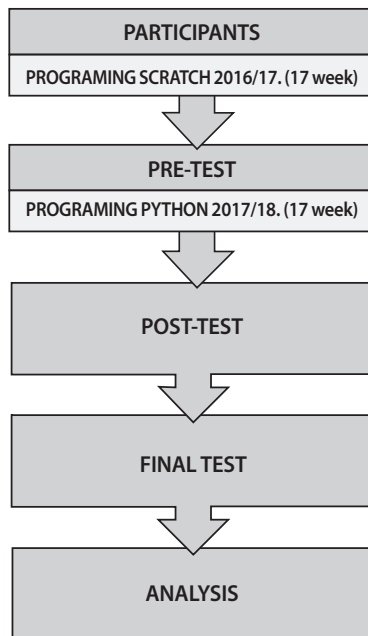 PARTICIPANTS
PROGRAMING SCRATCH 2016/17. (17 week)
PRE-TEST
PROGRAMING PYTHON 2017/18. (17 week)
POST-TEST
FINAL TEST
ANALYSIS